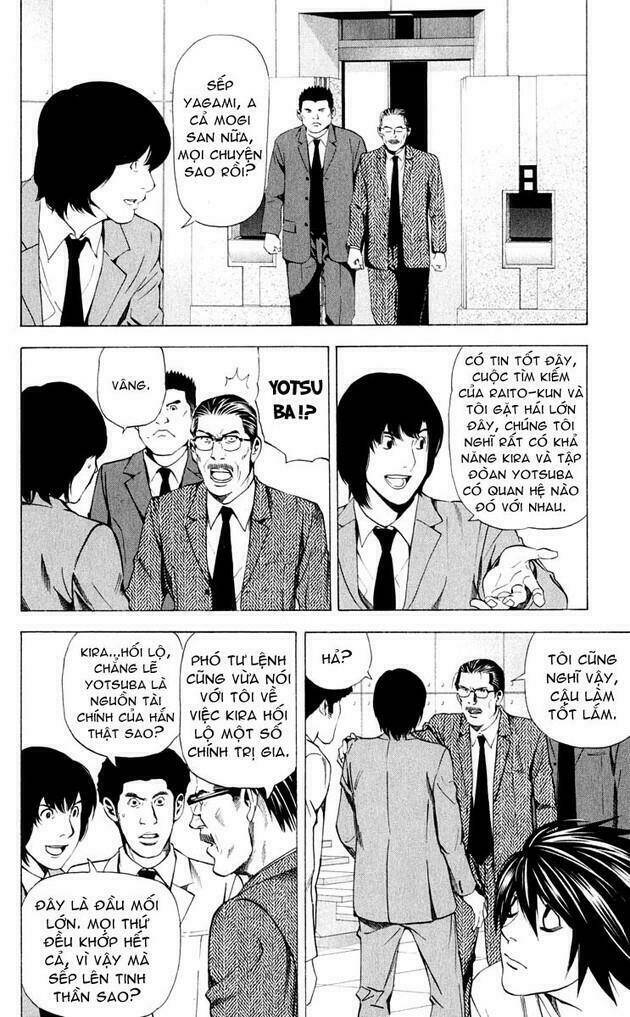 SẾP
YAGAMI, A
CẢ MOGI
SAN NỮA,
MỌI CHUYỆN
SAO RỒI?
CÓ TIN TỐT ĐÂY,
CUỘC TÌM KIẾM
CỦA RAITO-KUN VÀ
TÔI GẶT HÁI LỚN
ĐÂY, CHÚNG TÔI
NGHĨ RẤT CÓ KHẢ
NĂNG KIRA VÀ TẬP
ĐÒAN YOTSUBA
CÓ QUAN HỆ NÀO
ĐÓ VỚI NHAU.
YOTSU
BA!?
VÂNG.
TÔI CŨNG
NGHĨ VẬY,
CẬU LÀM
TỐT LẮM.
HẢ?
PHÓ TƯ LỆNH
CŨNG VỪA NÓI
VỚI TÔI VỀ
VIỆC KIRA HỐI
LỘ MỘT SỐ
CHÍNH TRỊ GIA.
KIRA...HỐI LỘ,
CHẲNG LẼ
YOTSUBA LÀ
NGUỒN TÀI
CHÍNH CỦA HẮN
THẬT SAO?
ĐÂY LÀ ĐẦU MỐI
LỚN. MỌI THỨ
ĐỀU KHỚP HẾT
CẢ, VÌ VẬY MÀ
SẾP LÊN TINH
THẦN SAO?